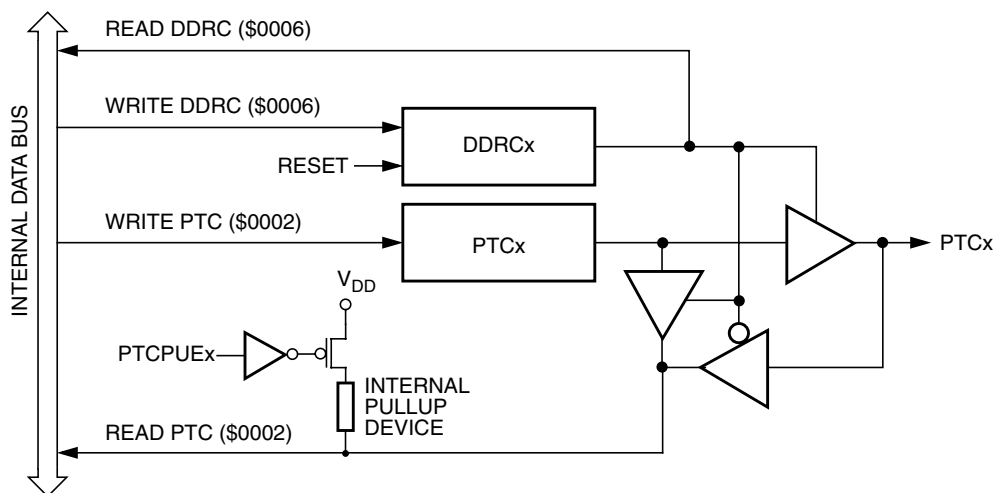 READ DDRC ($0006)
WRITE DDRC ($0006)
DDRCx
RESET
INTERNAL DATA BUS
WRITE PTC ($0002)
PTCx
PTCx
VDD
PTCPUEx
INTERNAL
PULLUP
DEVICE
READ PTC ($0002)